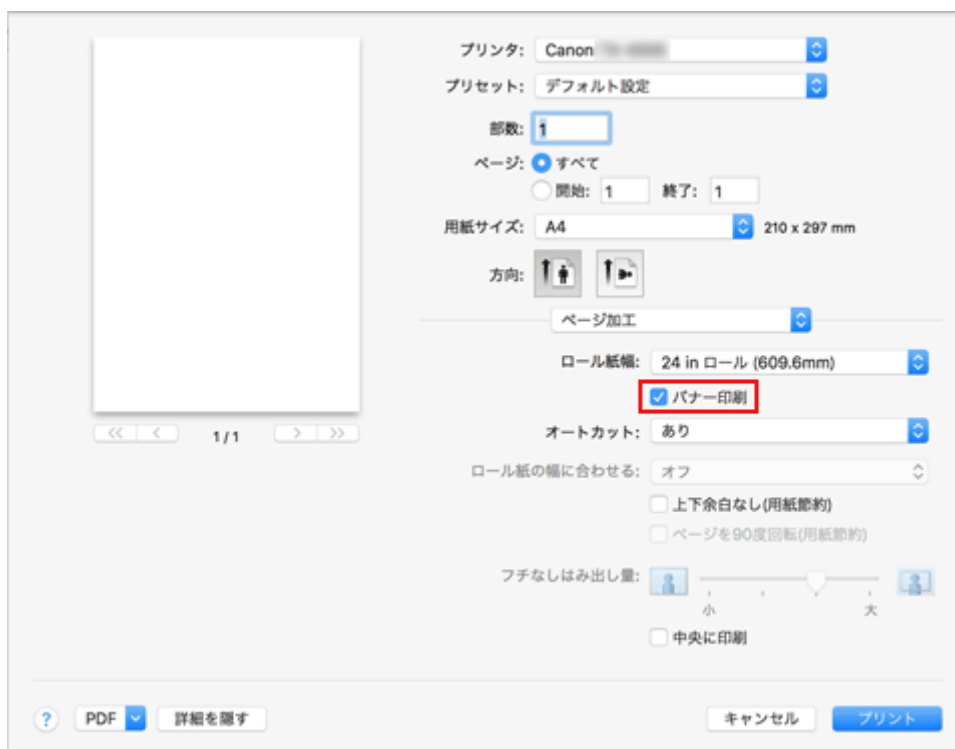 プリンタ: Canon
プリセット: デフォルト設定
部数: 1
ページ: すべて
開始: 1 終了: 1
用紙サイズ: A4 210 x 297 mm
方向:
ページ加工
ロール紙幅: 24 in ロール (609.6mm)
バナー印刷
1 / 1
オートカット: あり
ロール紙の幅に合わせる: オフ
上下余白なし(用紙節約)
ページを90度回転(用紙節約)
フチなしはみ出し量:
小 大
中央に印刷
? PDF 詳細を隠す キャンセル プリント